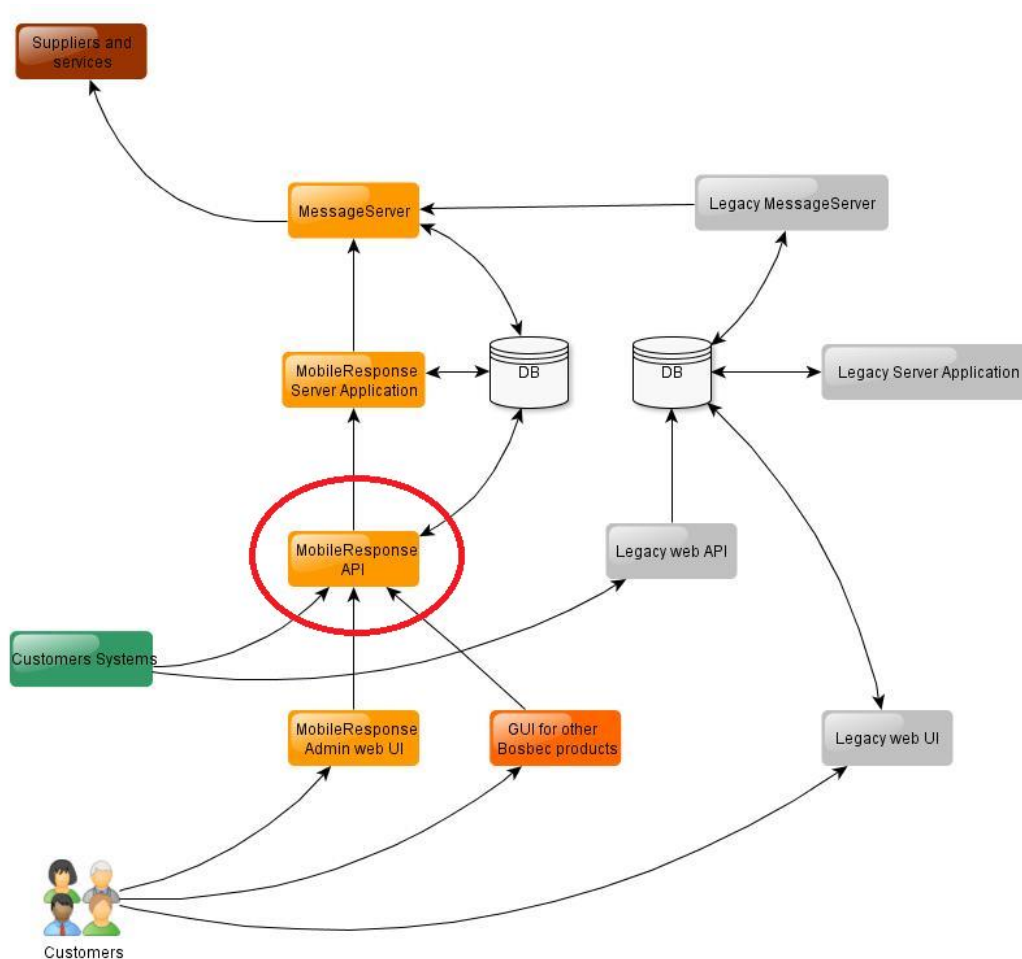 Suppliers and
services
MessageServer
Legacy MessageServer
MobileResponse
Server Application
DB
DB
Legacy Server Application
MobileResponse
API
Legacy web API
Customers Systems
MobileResponse
Admin web UI
GUI for other
Bosbec products
Legacy web UI
Customers